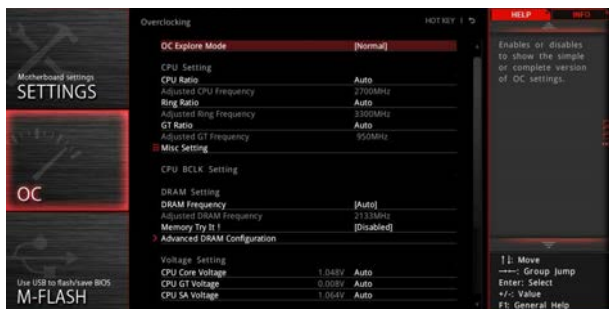 Overclocking
HOT KEY | ↶
HELP
INFO
Motherboard settings
SETTINGS
OC
Use USB to flash/save BIOS
M-FLASH
OC Explore Mode [Normal]
CPU Setting
CPU Ratio Auto
Adjusted CPU Frequency 2700MHz
Ring Ratio Auto
Adjusted Ring Frequency 3300MHz
GT Ratio Auto
Adjusted GT Frequency 950MHz
Misc Setting
CPU BCLK Setting
DRAM Setting
DRAM Frequency [Auto]
Adjusted DRAM Frequency 2133MHz
Memory Try It ! [Disabled]
> Advanced DRAM Configuration
Voltage Setting
CPU Core Voltage 1.048V Auto
CPU GT Voltage 0.008V Auto
CPU SA Voltage 1.064V Auto
Enables or disables
to show the simple
or complete version
of OC settings.
↑↓: Move
→←: Group Jump
Enter: Select
+/-: Value
F1: General Help